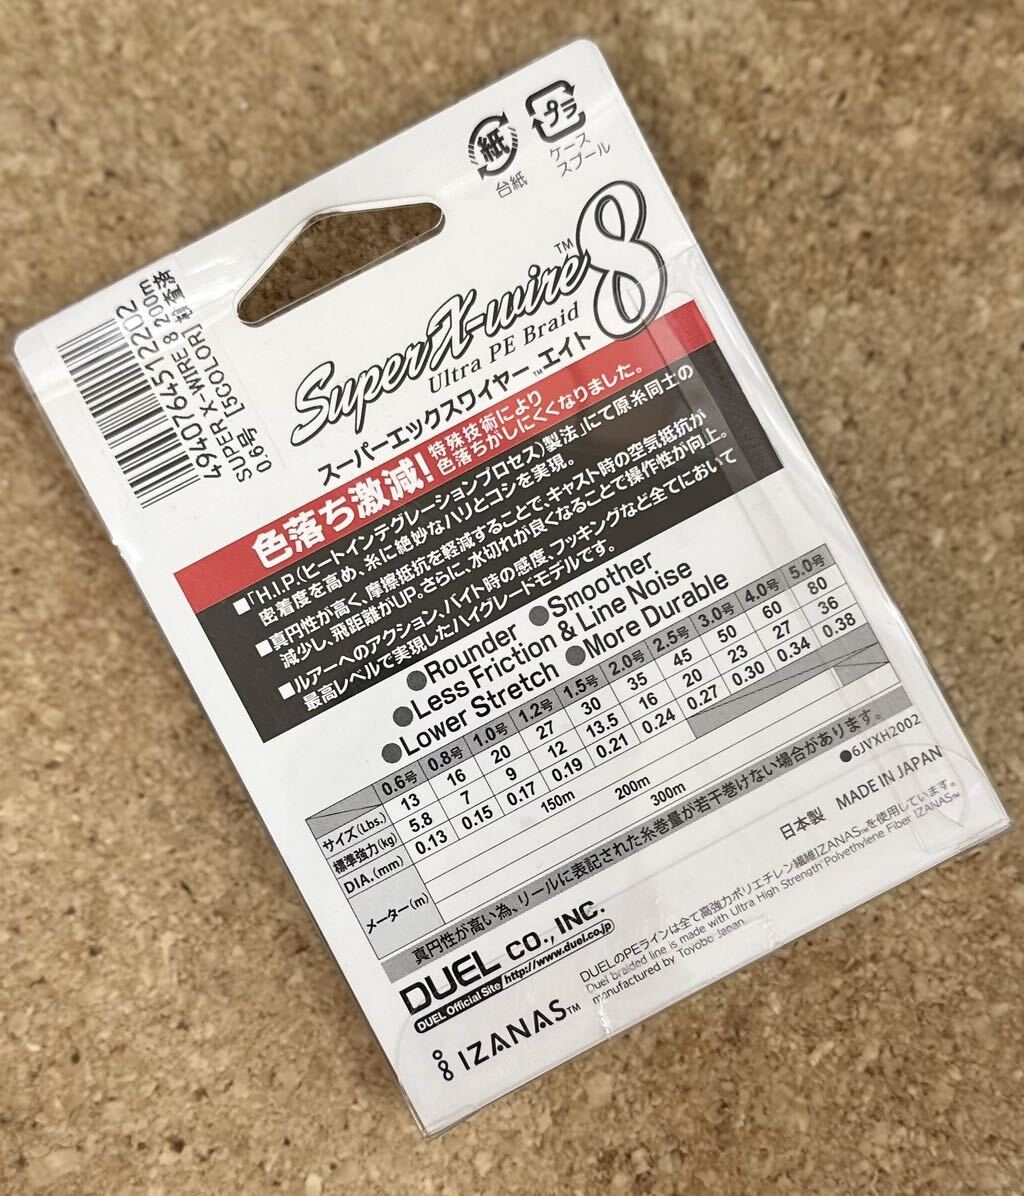 紙
台紙
プラ
ケース
スプール
4940764512202
SUPER X-WIRE 8 200m
0.6号 [5COLOR] 検査済
Super X-wire™ 8
Ultra PE Braid
スーパーエックスワイヤー™エイト
色落ち激減!
特殊技術により
色落ちがしにくくなりました。
■「H.I.P.(ヒートインテグレーションプロセス)製法」にて原糸同士の
密着度を高め、糸に絶妙なハリとコシを実現。
■真円性が高く、摩擦抵抗を軽減することで、キャスト時の空気抵抗が
減少し、飛距離がUP。さらに、水切れが良くなることで操作性が向上。
■ルアーへのアクション、バイト時の感度、フッキングなど全てにおいて
最高レベルで実現したハイグレードモデルです。
●Rounder ●Smoother
●Less Friction & Line Noise
●Lower Stretch ●More Durable
0.6号 0.8号 1.0号 1.2号 1.5号 2.0号 2.5号 3.0号 4.0号 5.0号
サイズ(Lbs.) 13 16 20 27 30 35 45 50 60 80
標準強力(kg) 5.8 7 9 12 13.5 16 20 23 27 36
DIA.(mm) 0.13 0.15 0.17 0.19 0.21 0.24 0.27 0.30 0.34 0.38
メーター(m) 150m
200m
300m
真円性が高い為、リールに表記された糸巻量が若干巻けない場合があります。
DUEL CO., INC.
DUEL Official Site http://www.duel.co.jp
●6JVXH2002
日本製 MADE IN JAPAN
IZANAS™
DUELのPEラインは全て高強力ポリエチレン繊維IZANAS™を使用しています。
Duel braided line is made with Ultra High Strength Polyethylene Fiber IZANAS™
manufactured by Toyobo Japan.